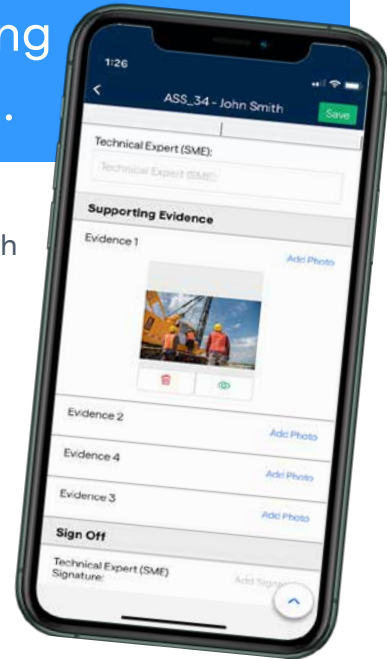 ng
.
h
1:26
ASS_34 - John Smith
Save
Technical Expert (SME):
Technical Expert (SME):
Supporting Evidence
Evidence 1
Add Photo
Evidence 2
Add Photo
Evidence 4
Add Photo
Evidence 3
Add Photo
Sign Off
Technical Expert (SME)
Signature:
Add